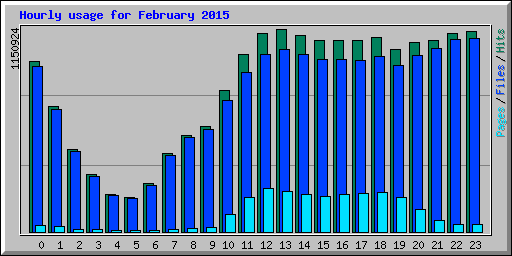 Hourly usage for February 2015
1150924
Pages/Files/Hits
0 1 2 3 4 5 6 7 8 9 10 11 12 13 14 15 16 17 18 19 20 21 22 23